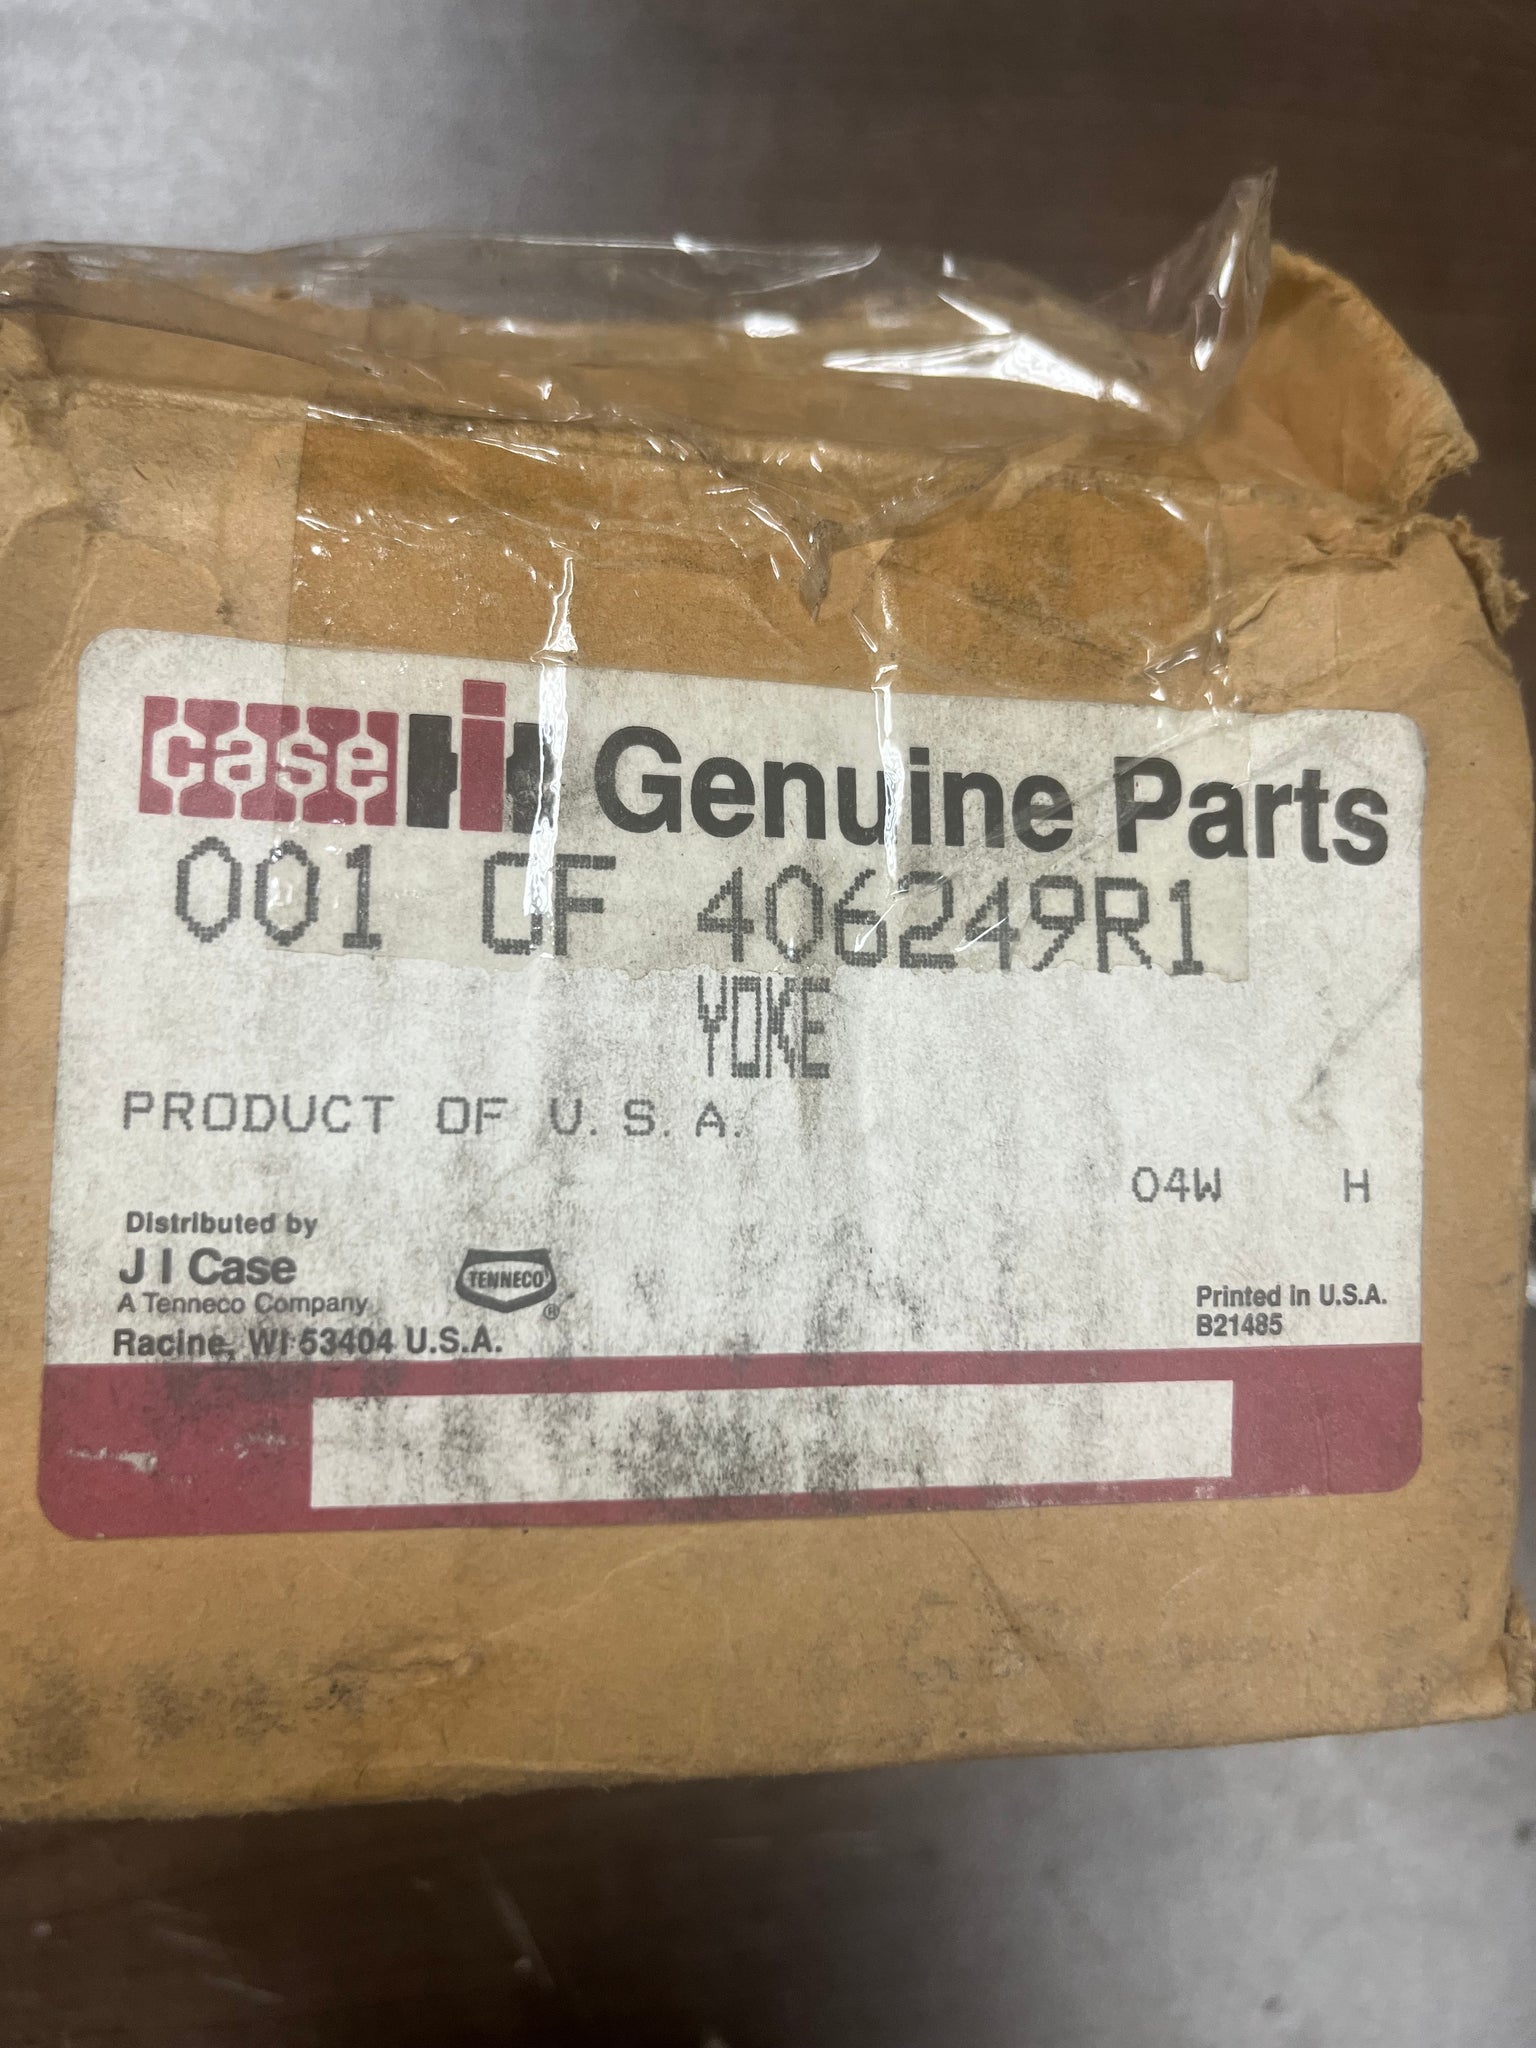 case IH Genuine Parts
001 OF 406249R1
YOKE
PRODUCT OF U.S.A.
04W H
Distributed by
J I Case
A Tenneco Company
Racine, WI 53404 U.S.A.
TENNECO ®
Printed in U.S.A.
B21485